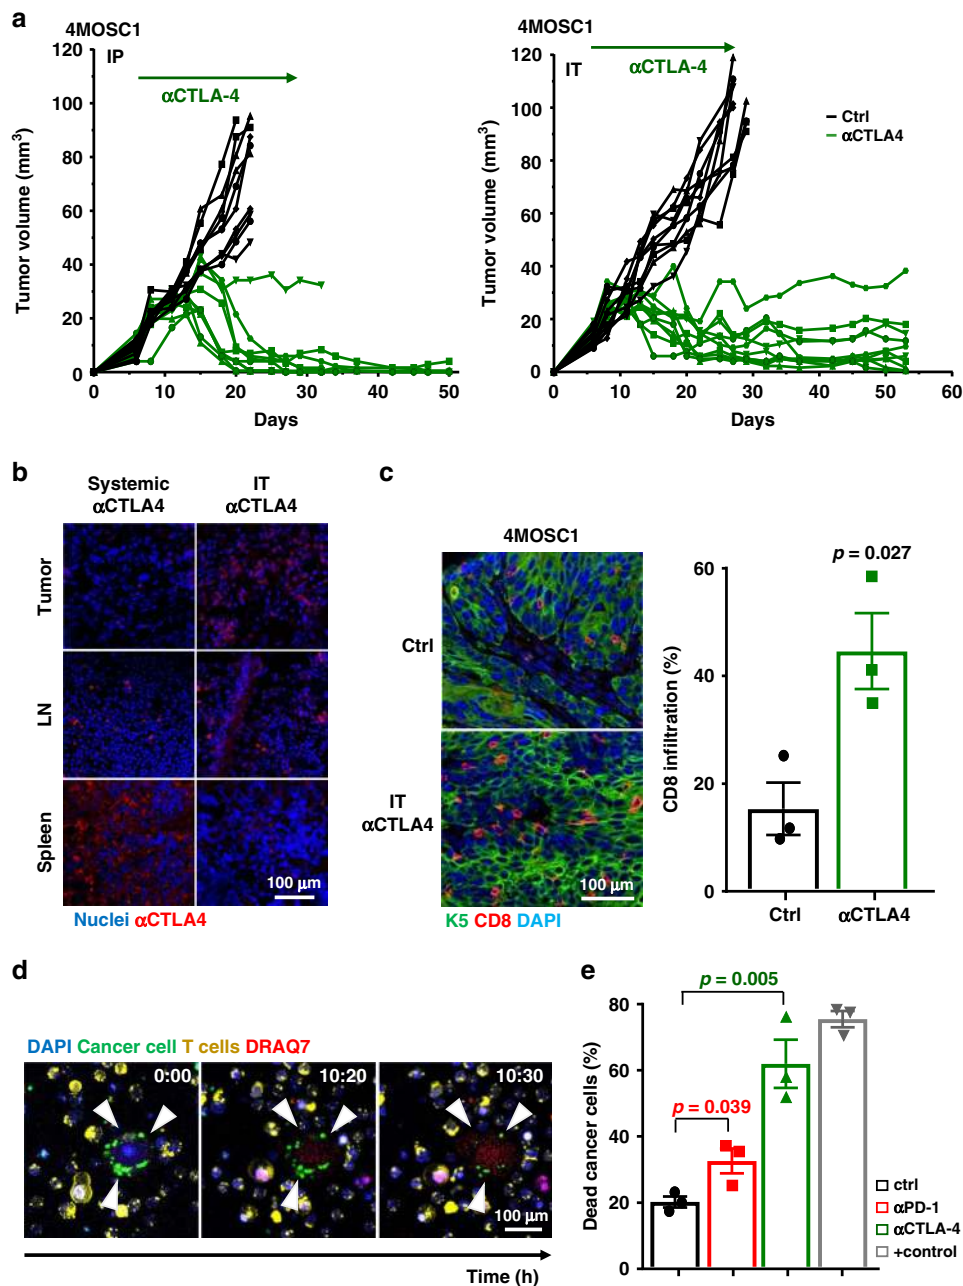 a
4MOSC1
IP
αCTLA-4
Tumor volume (mm³)
120
100
80
60
40
20
0
0 10 20 30 40 50
Days
4MOSC1
IT
αCTLA-4
Tumor volume (mm³)
120
100
80
60
40
20
0
0 10 20 30 40 50 60
Days
Ctrl
αCTLA4
b
Systemic αCTLA4
IT αCTLA4
Tumor
LN
Spleen
100 µm
Nuclei αCTLA4
c
4MOSC1
Ctrl
IT αCTLA4
100 µm
K5 CD8 DAPI
p = 0.027
CD8 infiltration (%)
60
40
20
0
Ctrl αCTLA4
d
DAPI Cancer cell T cells DRAQ7
0:00 10:20 10:30
100 µm
Time (h)
e
p = 0.005
p = 0.039
Dead cancer cells (%)
80
60
40
20
0
ctrl
αPD-1
αCTLA-4
+control